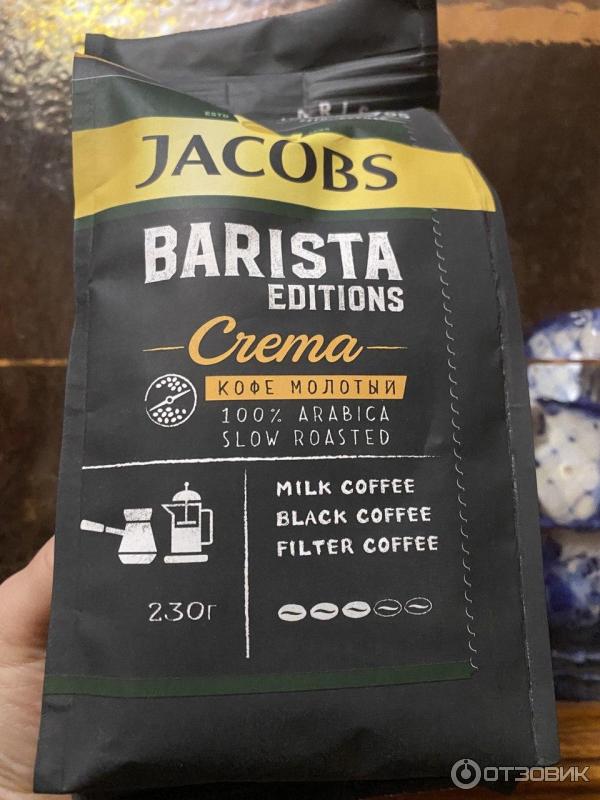 JACOBS
BARISTA
EDITIONS
Crema
КОФЕ МОЛОТЫЙ
100% ARABICA
SLOW ROASTED
MILK COFFEE
BLACK COFFEE
FILTER COFFEE
230г
ОТЗОВИК